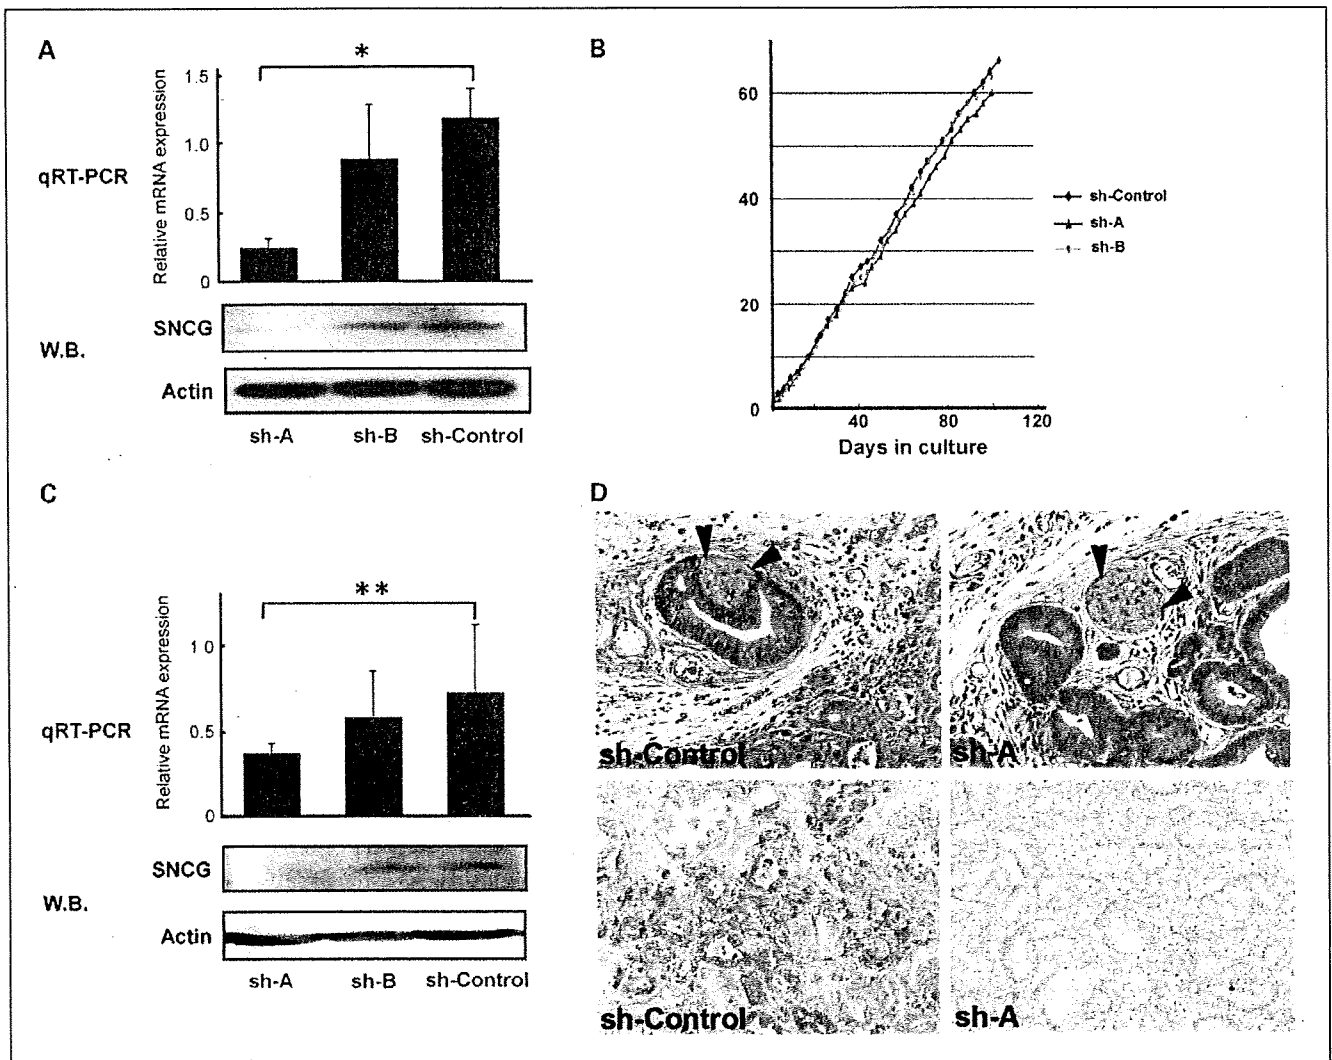 A
*
Relative mRNA expression
1.5
1.0
0.5
0
qRT-PCR
SNCG
W.B.
Actin
sh-A sh-B sh-Control
B
60
40
20
0
40 80 120
Days in culture
sh-Control
sh-A
sh-B
C
**
Relative mRNA expression
1 0
0.5
0
qRT-PCR
SNCG
W.B.
Actin
sh-A sh-B sh-Control
D
sh-Control
sh-A
sh-Control
sh-A